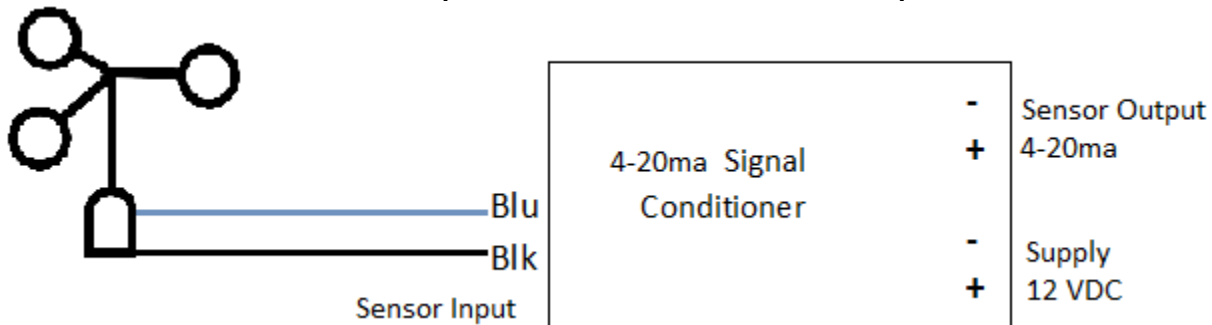 Blu
Blk
Sensor Input
4-20ma Signal
Conditioner
- Sensor Output
+ 4-20ma
- Supply
+ 12 VDC